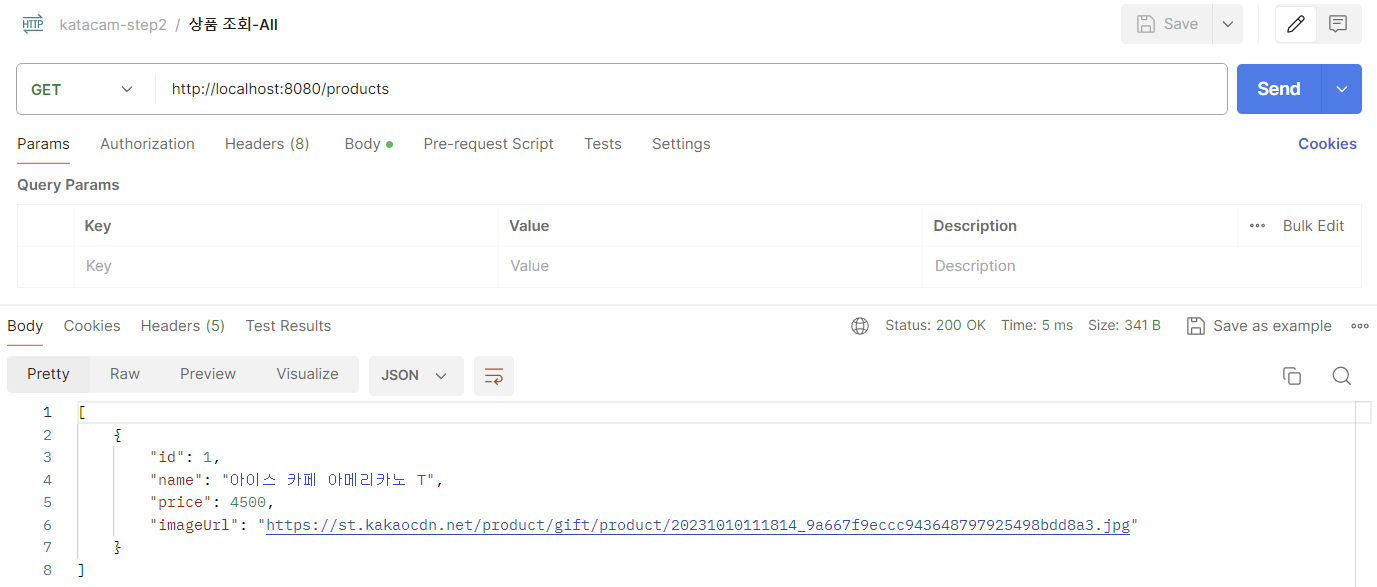 HTTP katacam-step2 / 상품 조회-All Save
GET http://localhost:8080/products Send
Params Authorization Headers (8) Body Pre-request Script Tests Settings Cookies
Query Params
Key Value Description ••• Bulk Edit
Key Value Description
Body Cookies Headers (5) Test Results Status: 200 OK Time: 5 ms Size: 341 B Save as example
Pretty Raw Preview Visualize JSON
1 [
2 {
3 "id": 1,
4 "name": "아이스 카페 아메리카노 T",
5 "price": 4500,
6 "imageUrl": "https://st.kakaocdn.net/product/gift/product/20231010111814_9a667f9eccc943648797925498bdd8a3.jpg"
7 }
8 ]